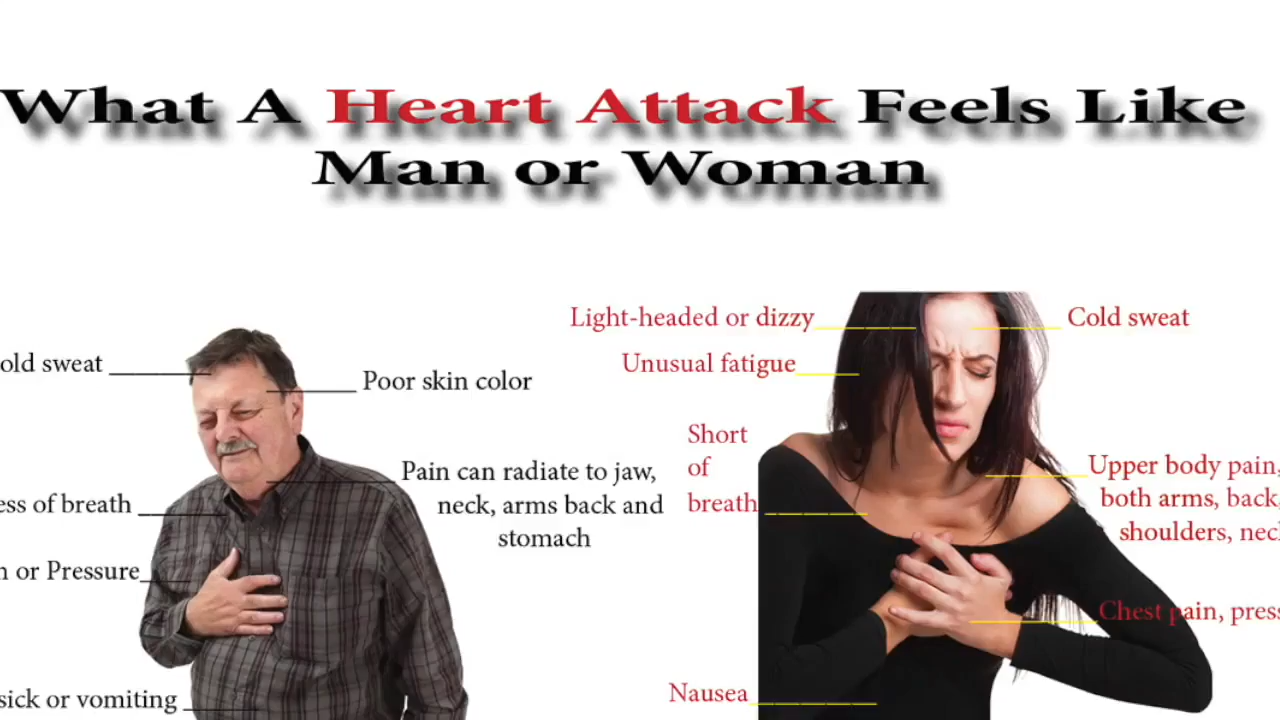 What A Heart Attack Feels Like
Man or Woman
old sweat
Poor skin color
Pain can radiate to jaw,
neck, arms back and
stomach
ess of breath
n or Pressure
sick or vomiting
Light-headed or dizzy
Unusual fatigue
Short
of
breath
Nausea
Cold sweat
Upper body pain,
both arms, back,
shoulders, neck
Chest pain, press